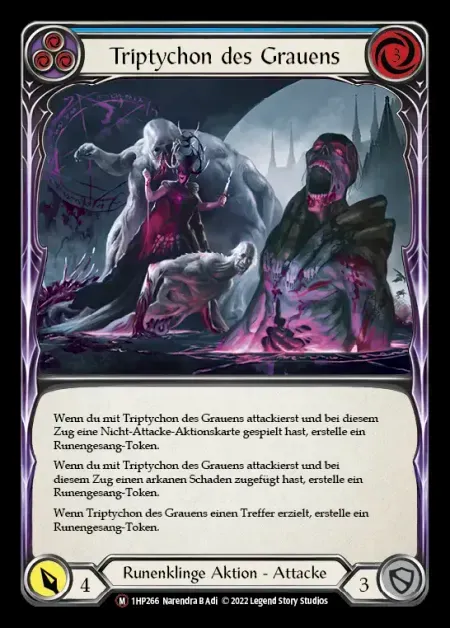 3
Triptychon des Grauens
Wenn du mit Triptychon des Grauens attackierst und bei diesem
Zug eine Nicht-Attacke-Aktionskarte gespielt hast, erstelle ein
Runengesang-Token.
Wenn du mit Triptychon des Grauens attackierst und bei
diesem Zug einen arkanen Schaden zugefügt hast, erstelle ein
Runengesang-Token.
Wenn Triptychon des Grauens einen Treffer erzielt, erstelle ein
Runengesang-Token.
4
Runenklinge Aktion - Attacke
3
M 1HP266 Narendra B Adi © 2022 Legend Story Studios